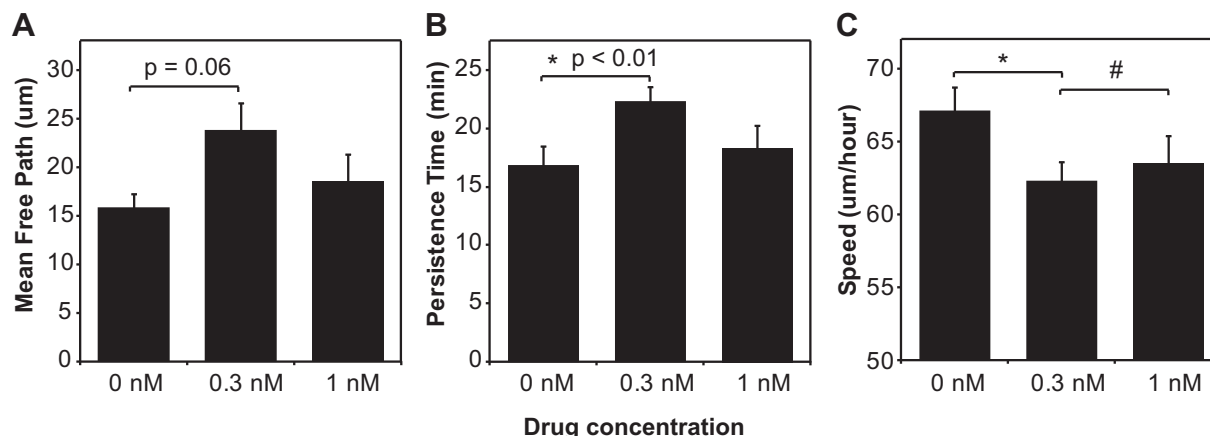 A
Mean Free Path (um)
30
25
20
15
10
5
0
p = 0.06
0 nM
0.3 nM
1 nM
B
Persistence Time (min)
25
20
15
10
5
0
* p < 0.01
0 nM
0.3 nM
1 nM
C
Speed (um/hour)
70
65
60
55
50
*
#
0 nM
0.3 nM
1 nM
Drug concentration